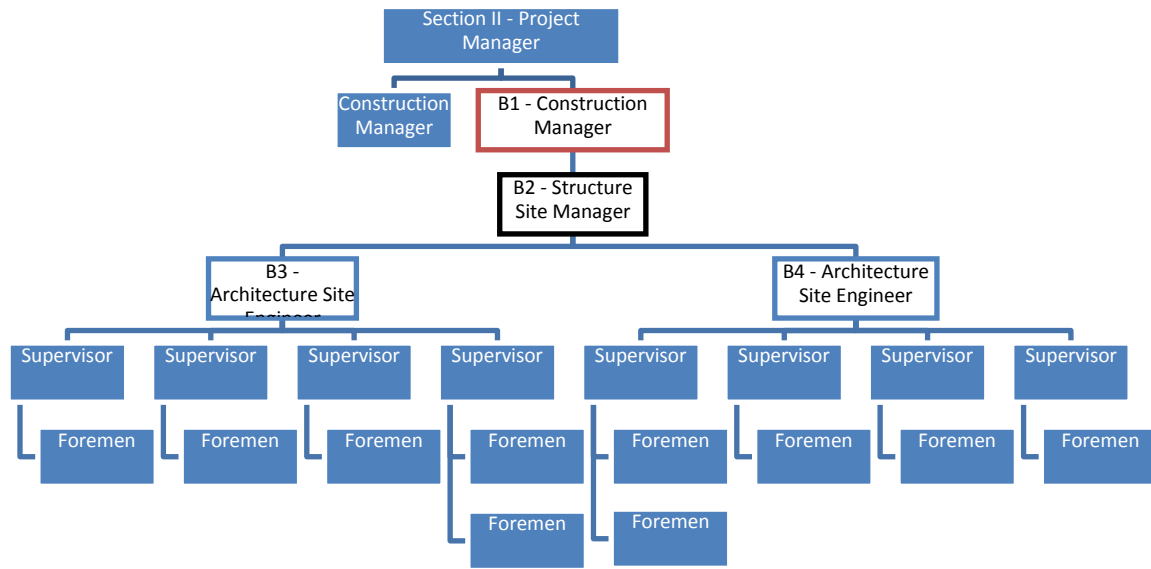 Section II - Project
Manager
Construction
Manager
B1 - Construction
Manager
B2 - Structure
Site Manager
B3 -
Architecture Site
Engineer
B4 - Architecture
Site Engineer
Supervisor
Supervisor
Supervisor
Supervisor
Supervisor
Supervisor
Supervisor
Supervisor
Foremen
Foremen
Foremen
Foremen
Foremen
Foremen
Foremen
Foremen
Foremen
Foremen